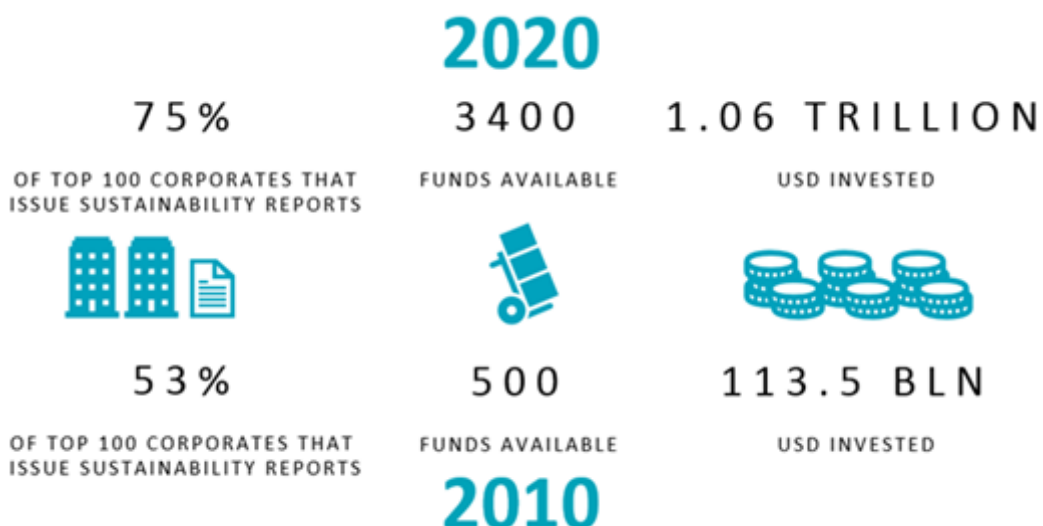 2020
75%
3400
1.06 TRILLION
OF TOP 100 CORPORATES THAT
ISSUE SUSTAINABILITY REPORTS
FUNDS AVAILABLE
USD INVESTED
53%
500
113.5 BLN
OF TOP 100 CORPORATES THAT
ISSUE SUSTAINABILITY REPORTS
FUNDS AVAILABLE
USD INVESTED
2010